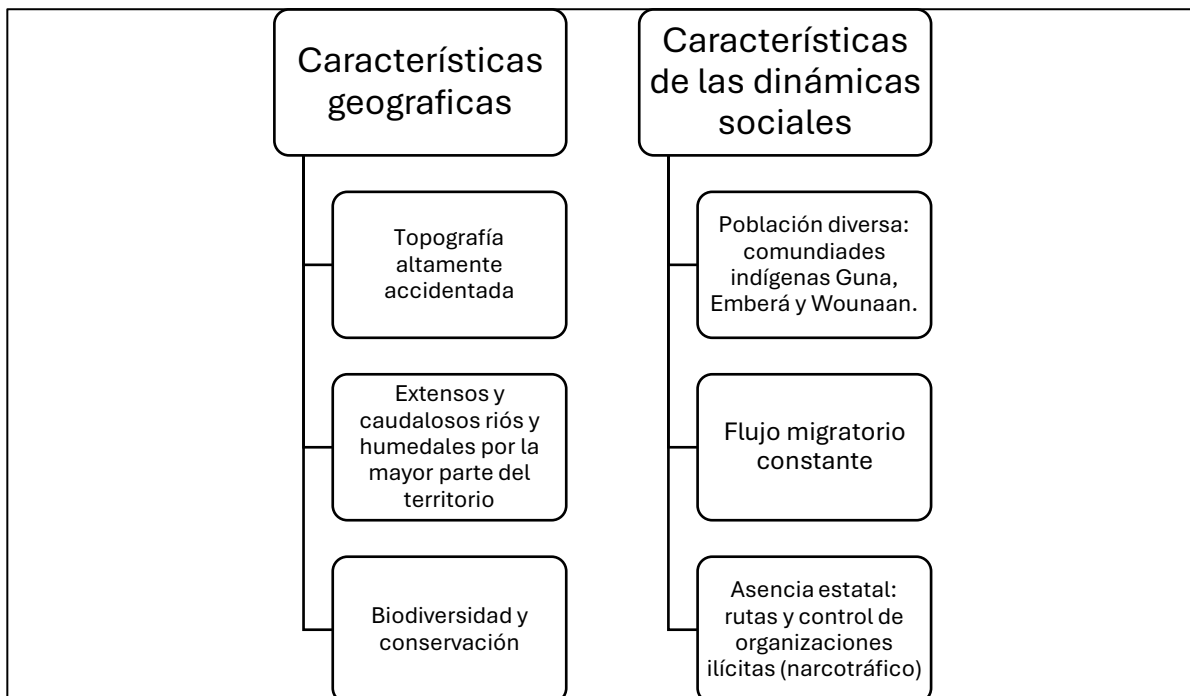 Características
geograficas
Topografía
altamente
accidentada
Extensos y
caudalosos riós y
humedales por la
mayor parte del
territorio
Biodiversidad y
conservación
Características
de las dinámicas
sociales
Población diversa:
comundiades
indígenas Guna,
Emberá y Wounaan.
Flujo migratorio
constante
Asencia estatal:
rutas y control de
organizaciones
ilícitas (narcotráfico)